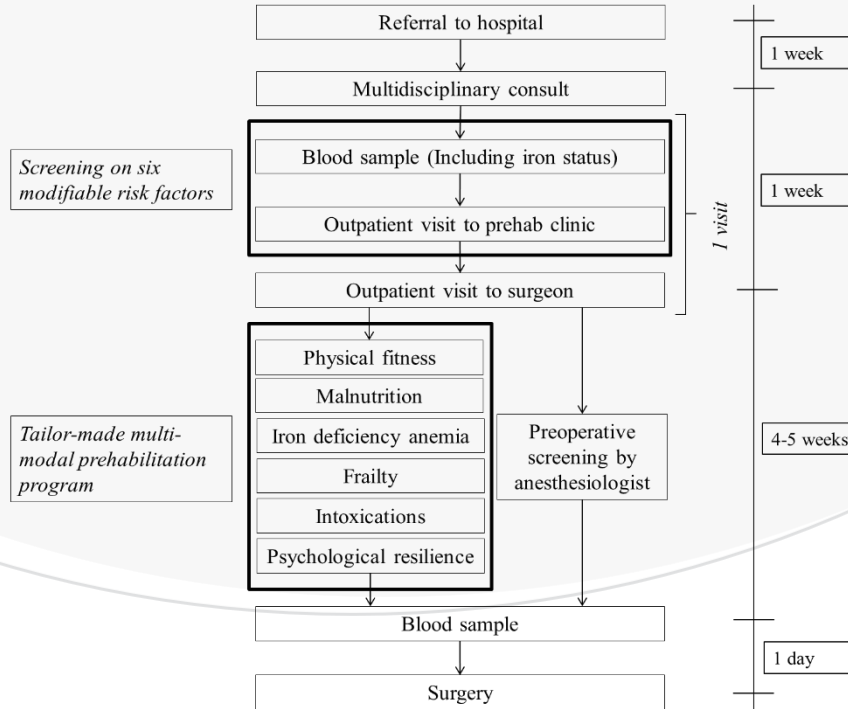 Referral to hospital
1 week
Multidisciplinary consult
Screening on six
modifiable risk factors
Blood sample (Including iron status)
Outpatient visit to prehab clinic
1 visit
1 week
Outpatient visit to surgeon
Tailor-made multi-
modal prehabilitation
program
Physical fitness
Malnutrition
Iron deficiency anemia
Frailty
Intoxications
Psychological resilience
Preoperative
screening by
anesthesiologist
4-5 weeks
Blood sample
1 day
Surgery